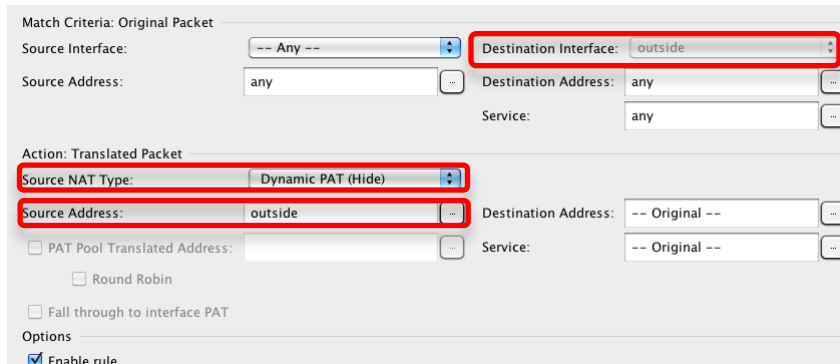 Match Criteria: Original Packet
Source Interface: -- Any -- Destination Interface: outside
Source Address: any ... Destination Address: any ...
Service: any ...
Action: Translated Packet
Source NAT Type: Dynamic PAT (Hide)
Source Address: outside ... Destination Address: -- Original -- ...
PAT Pool Translated Address: ... Service: -- Original -- ...
Round Robin
Fall through to interface PAT
Options
Enable rule